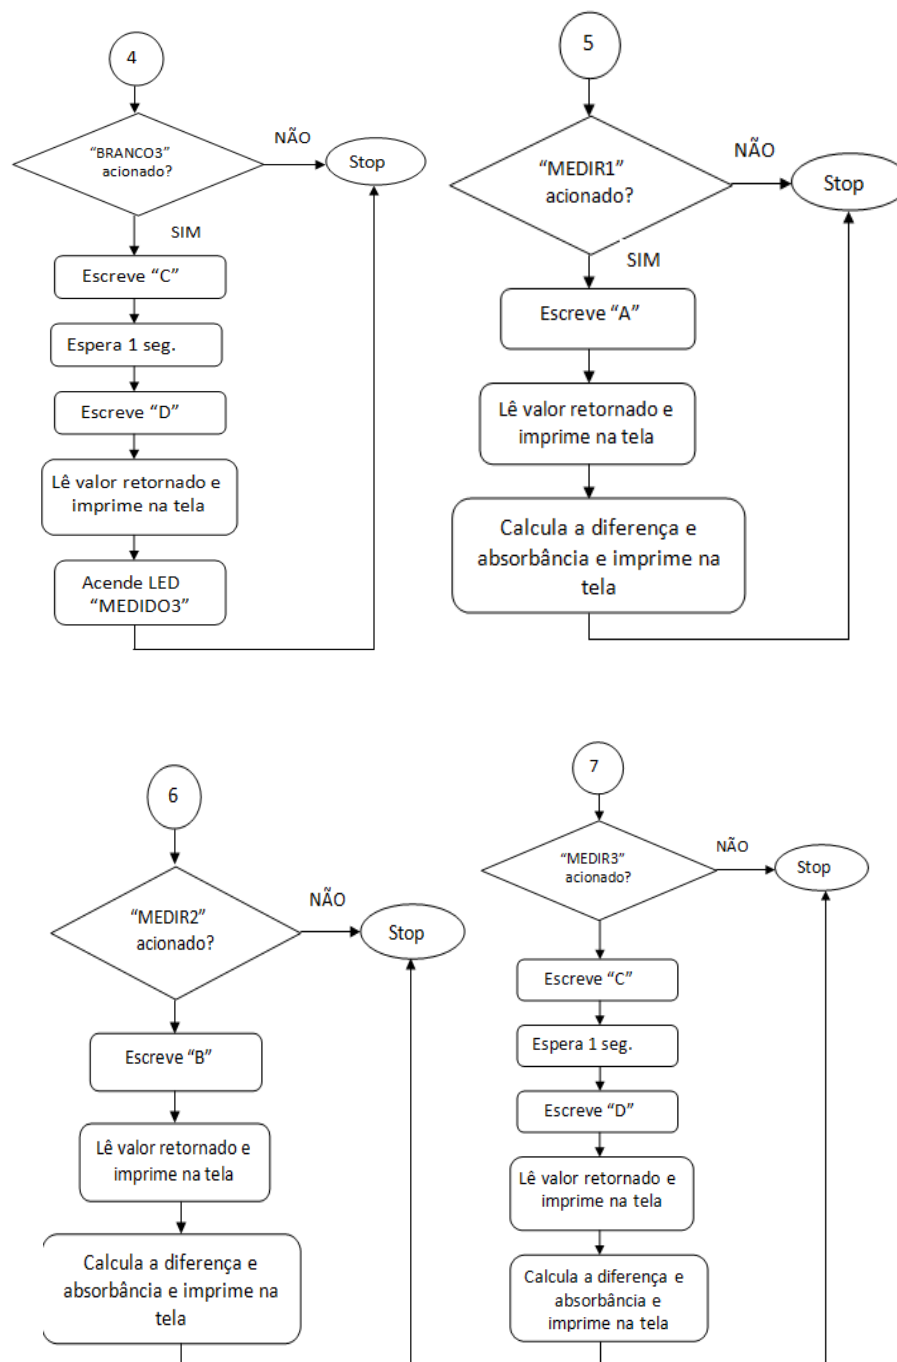 4
"BRANCO3"
acionado?
NÃO
Stop
SIM
Escreve "C"
Espera 1 seg.
Escreve "D"
Lê valor retornado e
imprime na tela
Acende LED
"MEDIDO3"
5
"MEDIR1"
acionado?
NÃO
Stop
SIM
Escreve "A"
Lê valor retornado e
imprime na tela
Calcula a diferença e
absorbância e imprime na
tela
6
"MEDIR2"
acionado?
NÃO
Stop
Escreve "B"
Lê valor retornado e
imprime na tela
Calcula a diferença e
absorbância e imprime na
tela
7
"MEDIR3"
acionado?
NÃO
Stop
Escreve "C"
Espera 1 seg.
Escreve "D"
Lê valor retornado e
imprime na tela
Calcula a diferença e
absorbância e
imprime na tela